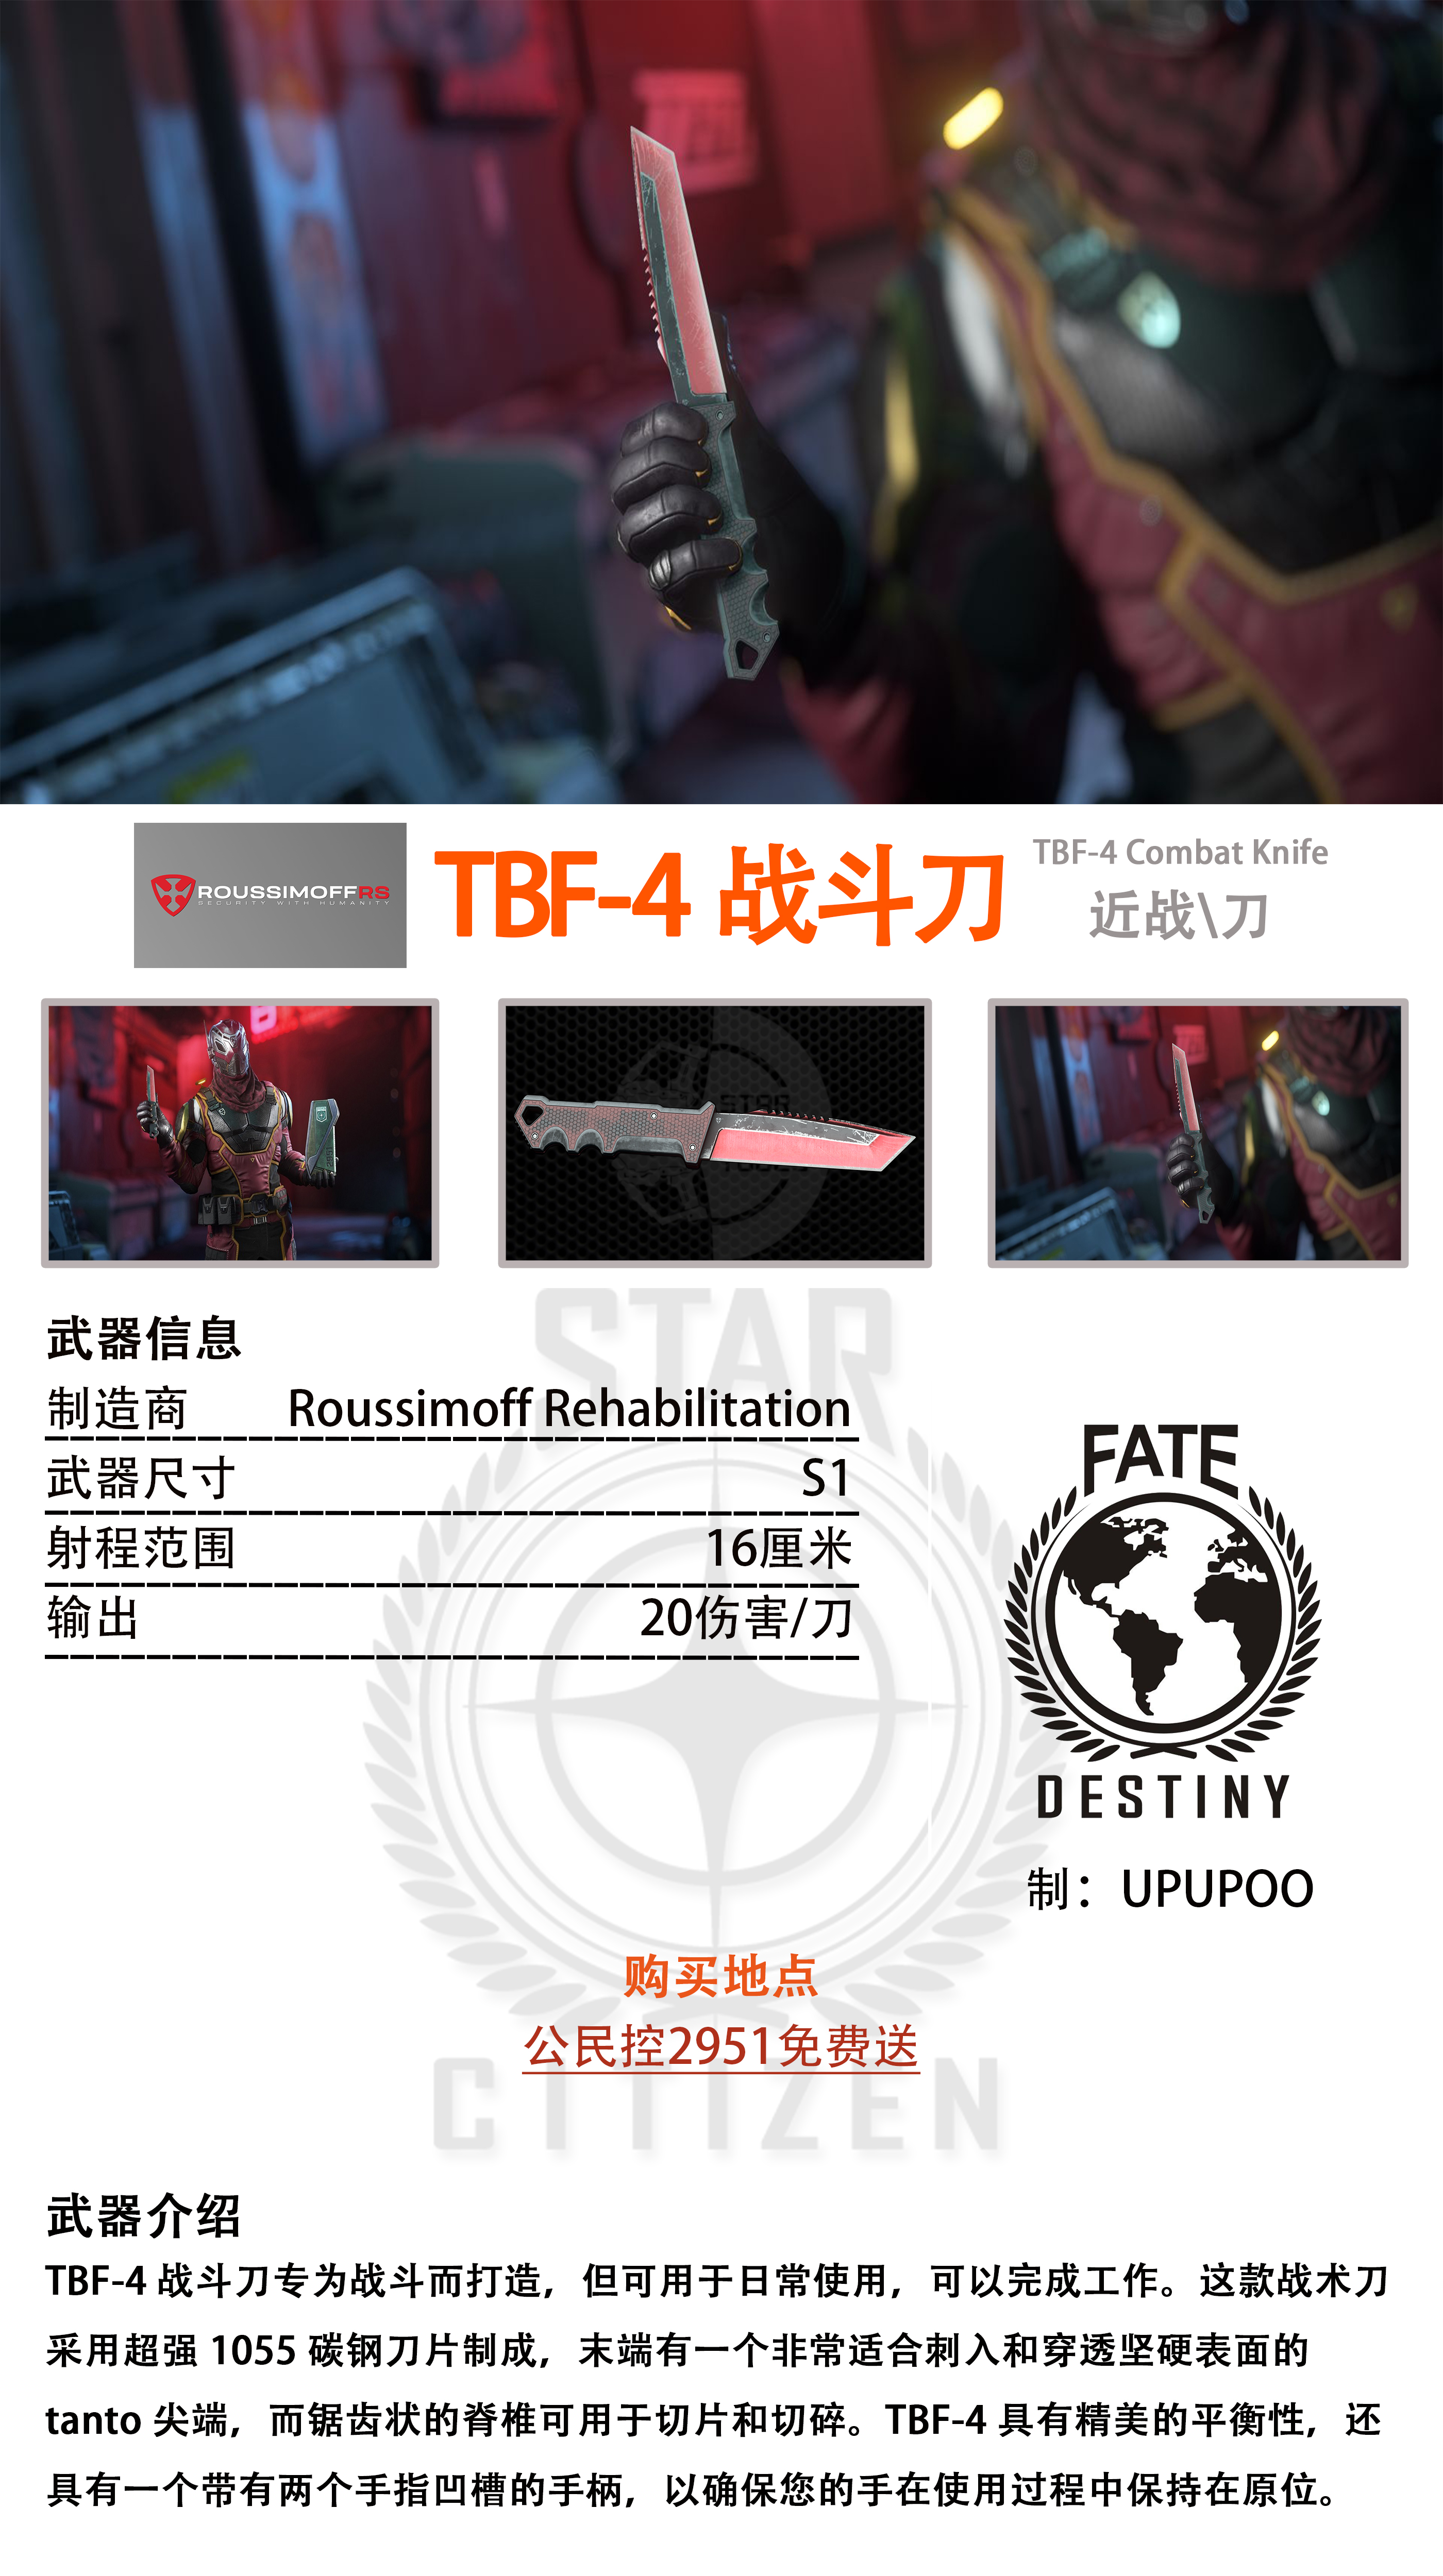 ROUSSIMOFFRS
SECURITY WITH HUMANITY
TBF-4 战斗刀
TBF-4 Combat Knife
近战\刀
STAR
武器信息
制造商 Roussimoff Rehabilitation
武器尺寸 S1
射程范围 16厘米
输出 20伤害/刀
FATE
DESTINY
制：UPUPOO
购买地点
公民控2951免费送
CITIZEN
武器介绍
TBF-4 战斗刀专为战斗而打造，但可用于日常使用，可以完成工作。这款战术刀
采用超强 1055 碳钢刀片制成，末端有一个非常适合刺入和穿透坚硬表面的
tanto 尖端，而锯齿状的脊椎可用于切片和切碎。TBF-4 具有精美的平衡性，还
具有一个带有两个手指凹槽的手柄，以确保您的手在使用过程中保持在原位。